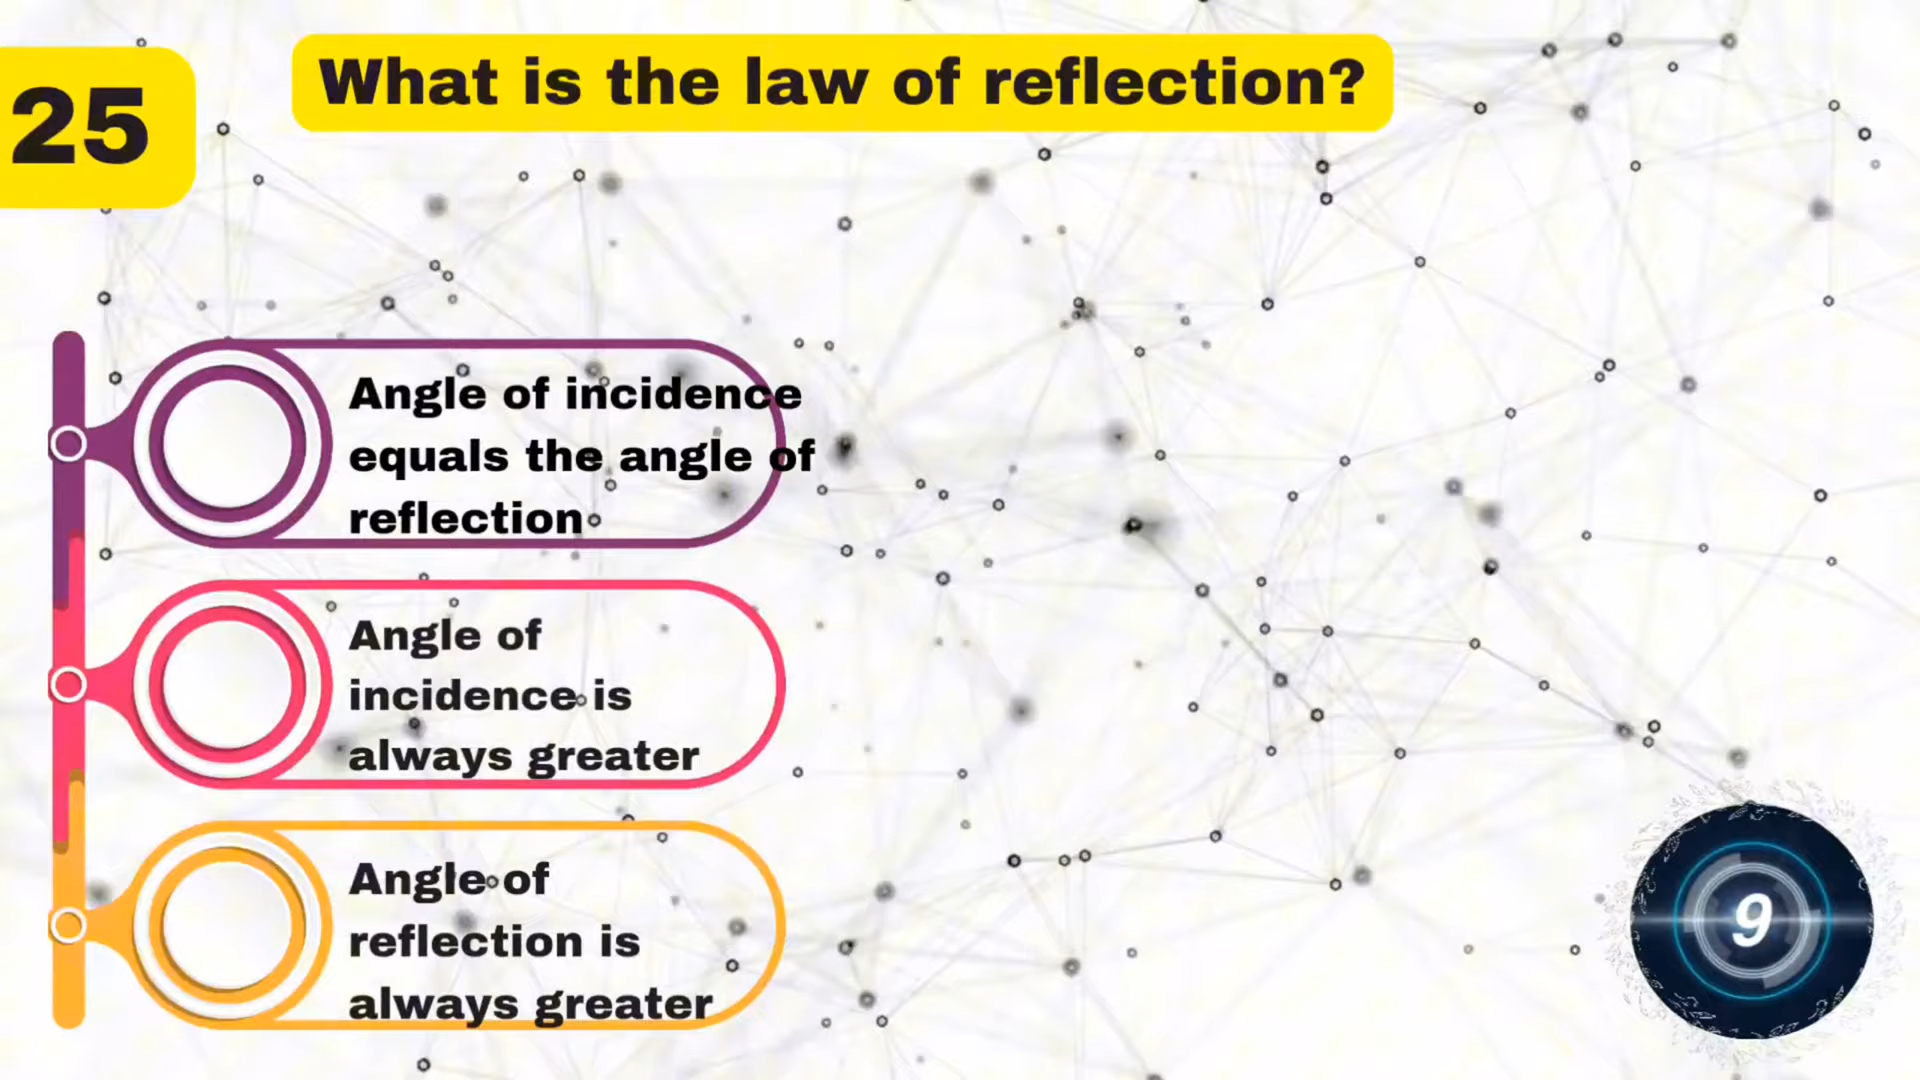 25
What is the law of reflection?
Angle of incidence
equals the angle of
reflection
Angle of
incidence is
always greater
Angle of
reflection is
always greater
9